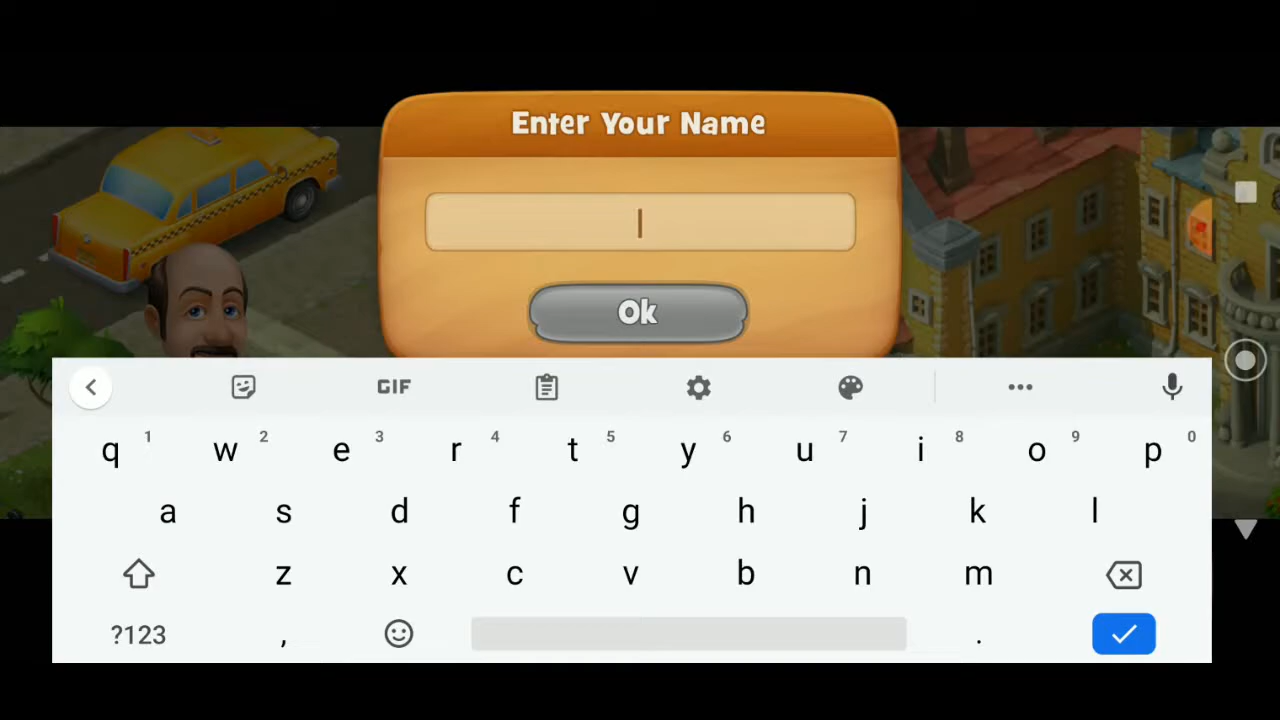 Enter Your Name
Ok
GIF
q 1 w 2 e 3 r 4 t 5 y 6 u 7 i 8 o 9 p 0
a s d f g h j k l
z x c v b n m
?123 , .